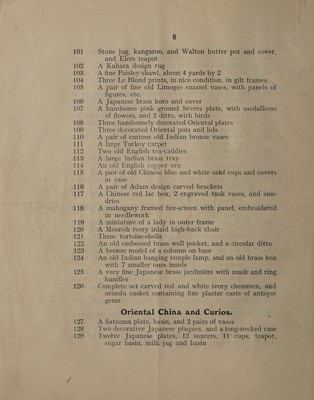 8
101 Stone jug, kangaroo, and Walton butter pot and cover,
and Elers teapot
102 A Kahara design rug
103 A fine Paisley shawl, about 4 yards by 2
104 Three Le Blond prints, in nice condition, in gilt frames
105 A pair of fine old Limoges enamel vases, with panels of
figures, etc.
106 A Japanese brass koro and cover
107 A handsome pink ground Sèvres plate, with medallions
of flowers, and 2 ditto, with birds
108 Three handsomely decorated Oriental plates
109 Three decorated Oriental pots and lids
110 A pair of curious old Indian bronze vases
111 A large Turkey carpet
112 Two old English tea-caddies
113 A large Indian brass tray
114 An old English copper urn
115 A pair of old Chinese blue and white saké cups and covers
in case
116 A pair of Adam design carved brackets
117 A Chinese red lac box, 2 engraved tusk vases, and sun-
dries
118 A mahogany framed fire-screen with panel, embroidered
in needlework
119 A miniature of a lady in outer frame
120 A Moorish ivory inlaid high-back chair
121 Three tortoise-shells
122 An old embossed brass wall pocket, and a circular ditto
123 A bronze model of a column on base
124 An old Indian hanging temple lamp, and an old brass box
with 7 smaller ones inside
125 A very fine Japanese brass jardinière with mask and ring
handles
126 Complete set carved red and white ivory chessmen, and
ormolu casket containing fine plaster casts of antique
gems
Oriental China and Curios.
127 A Satsuma plate, basin, and 2 pairs of vases
128 Two decorative Japanese plaques, and a long-necked vase
129 Twelve Japanese plates, 12 saucers, 11 cups, teapot,
sugar basin, milk jug and basin